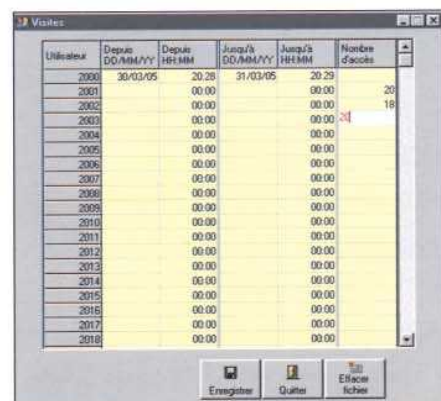 Visites
Utilisateur Depuis DD/MM/YY Depuis HH:MM Jusqu'à DD/MM/YY Jusqu'à HH:MM Nombre d'accès
2000 30/03/05 20:28 31/03/05 20:29
2001 00:00 00:00 20
2002 00:00 00:00 18
2003 00:00 00:00 20
2004 00:00 00:00
2005 00:00 00:00
2006 00:00 00:00
2007 00:00 00:00
2008 00:00 00:00
2009 00:00 00:00
2010 00:00 00:00
2011 00:00 00:00
2012 00:00 00:00
2013 00:00 00:00
2014 00:00 00:00
2015 00:00 00:00
2016 00:00 00:00
2017 00:00 00:00
2018 00:00 00:00
Enregistrer Quitter Effacer fichier